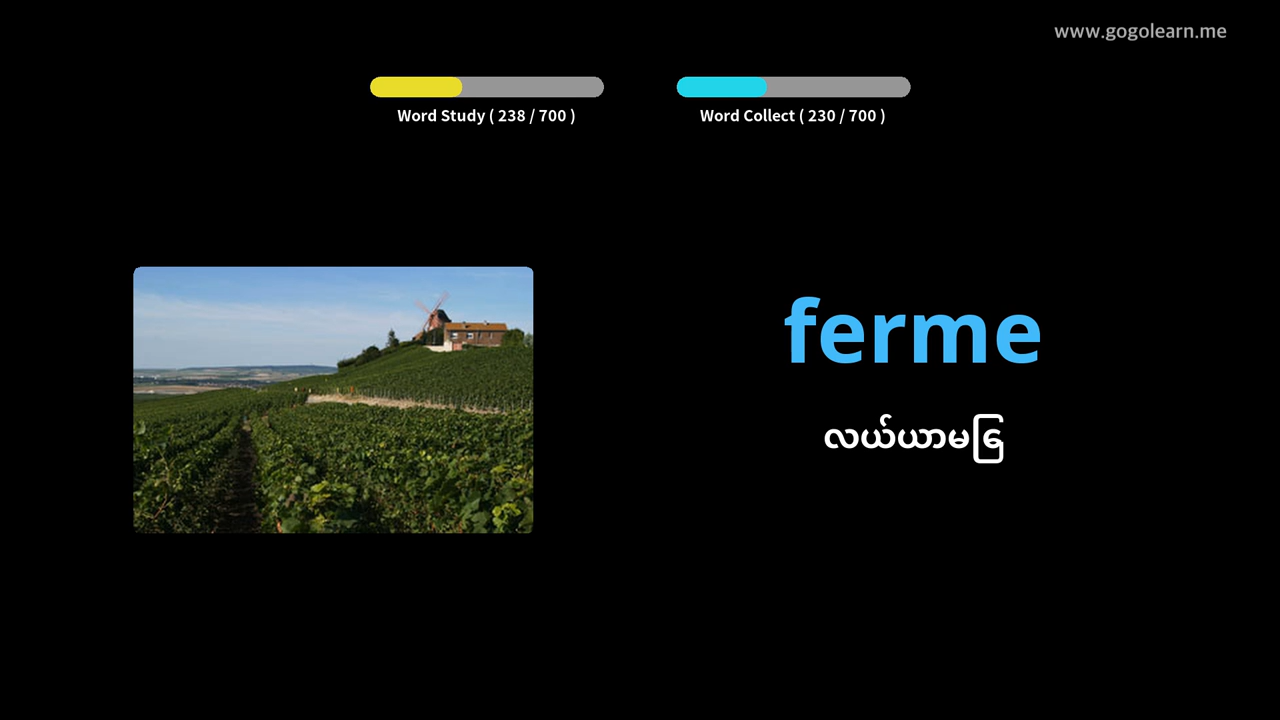 www.gogolearn.me
Word Study ( 238 / 700 )
Word Collect ( 230 / 700 )
ferme
လယ်ယာမြေ